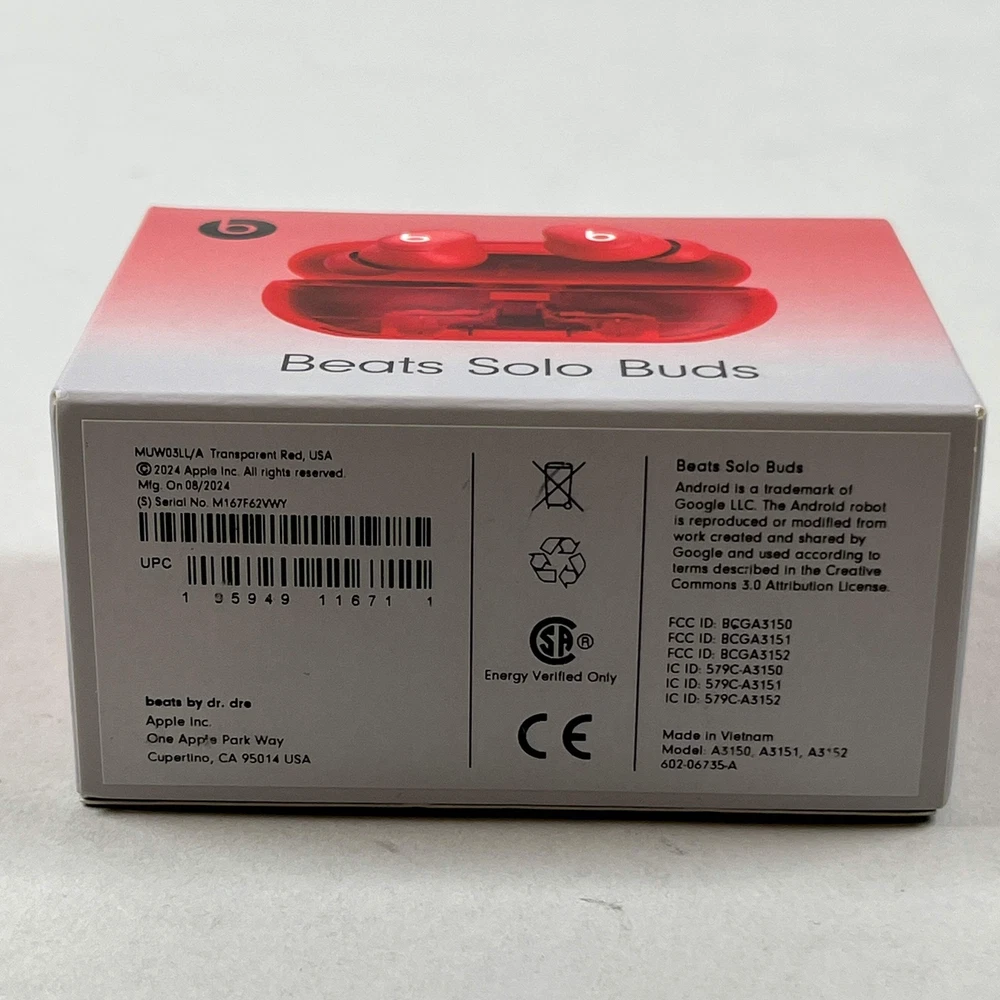 b
Beats Solo Buds
MUW03LL/A Transparent Red, USA
© 2024 Apple Inc. All rights reserved.
Mfg. On 08/2024
(S) Serial No. M167F62VWY
UPC
1 95949 11671 1
beats by dr. dre
Apple Inc.
One Apple Park Way
Cupertino, CA 95014 USA
SA®
Energy Verified Only
CE
Beats Solo Buds
Android is a trademark of
Google LLC. The Android robot
is reproduced or modified from
work created and shared by
Google and used according to
terms described in the Creative
Commons 3.0 Attribution License.
FCC ID: BCGA3150
FCC ID: BCGA3151
FCC ID: BCGA3152
IC ID: 579C-A3150
IC ID: 579C-A3151
IC ID: 579C-A3152
Made in Vietnam
Model: A3150, A3151, A3152
602-06735-A